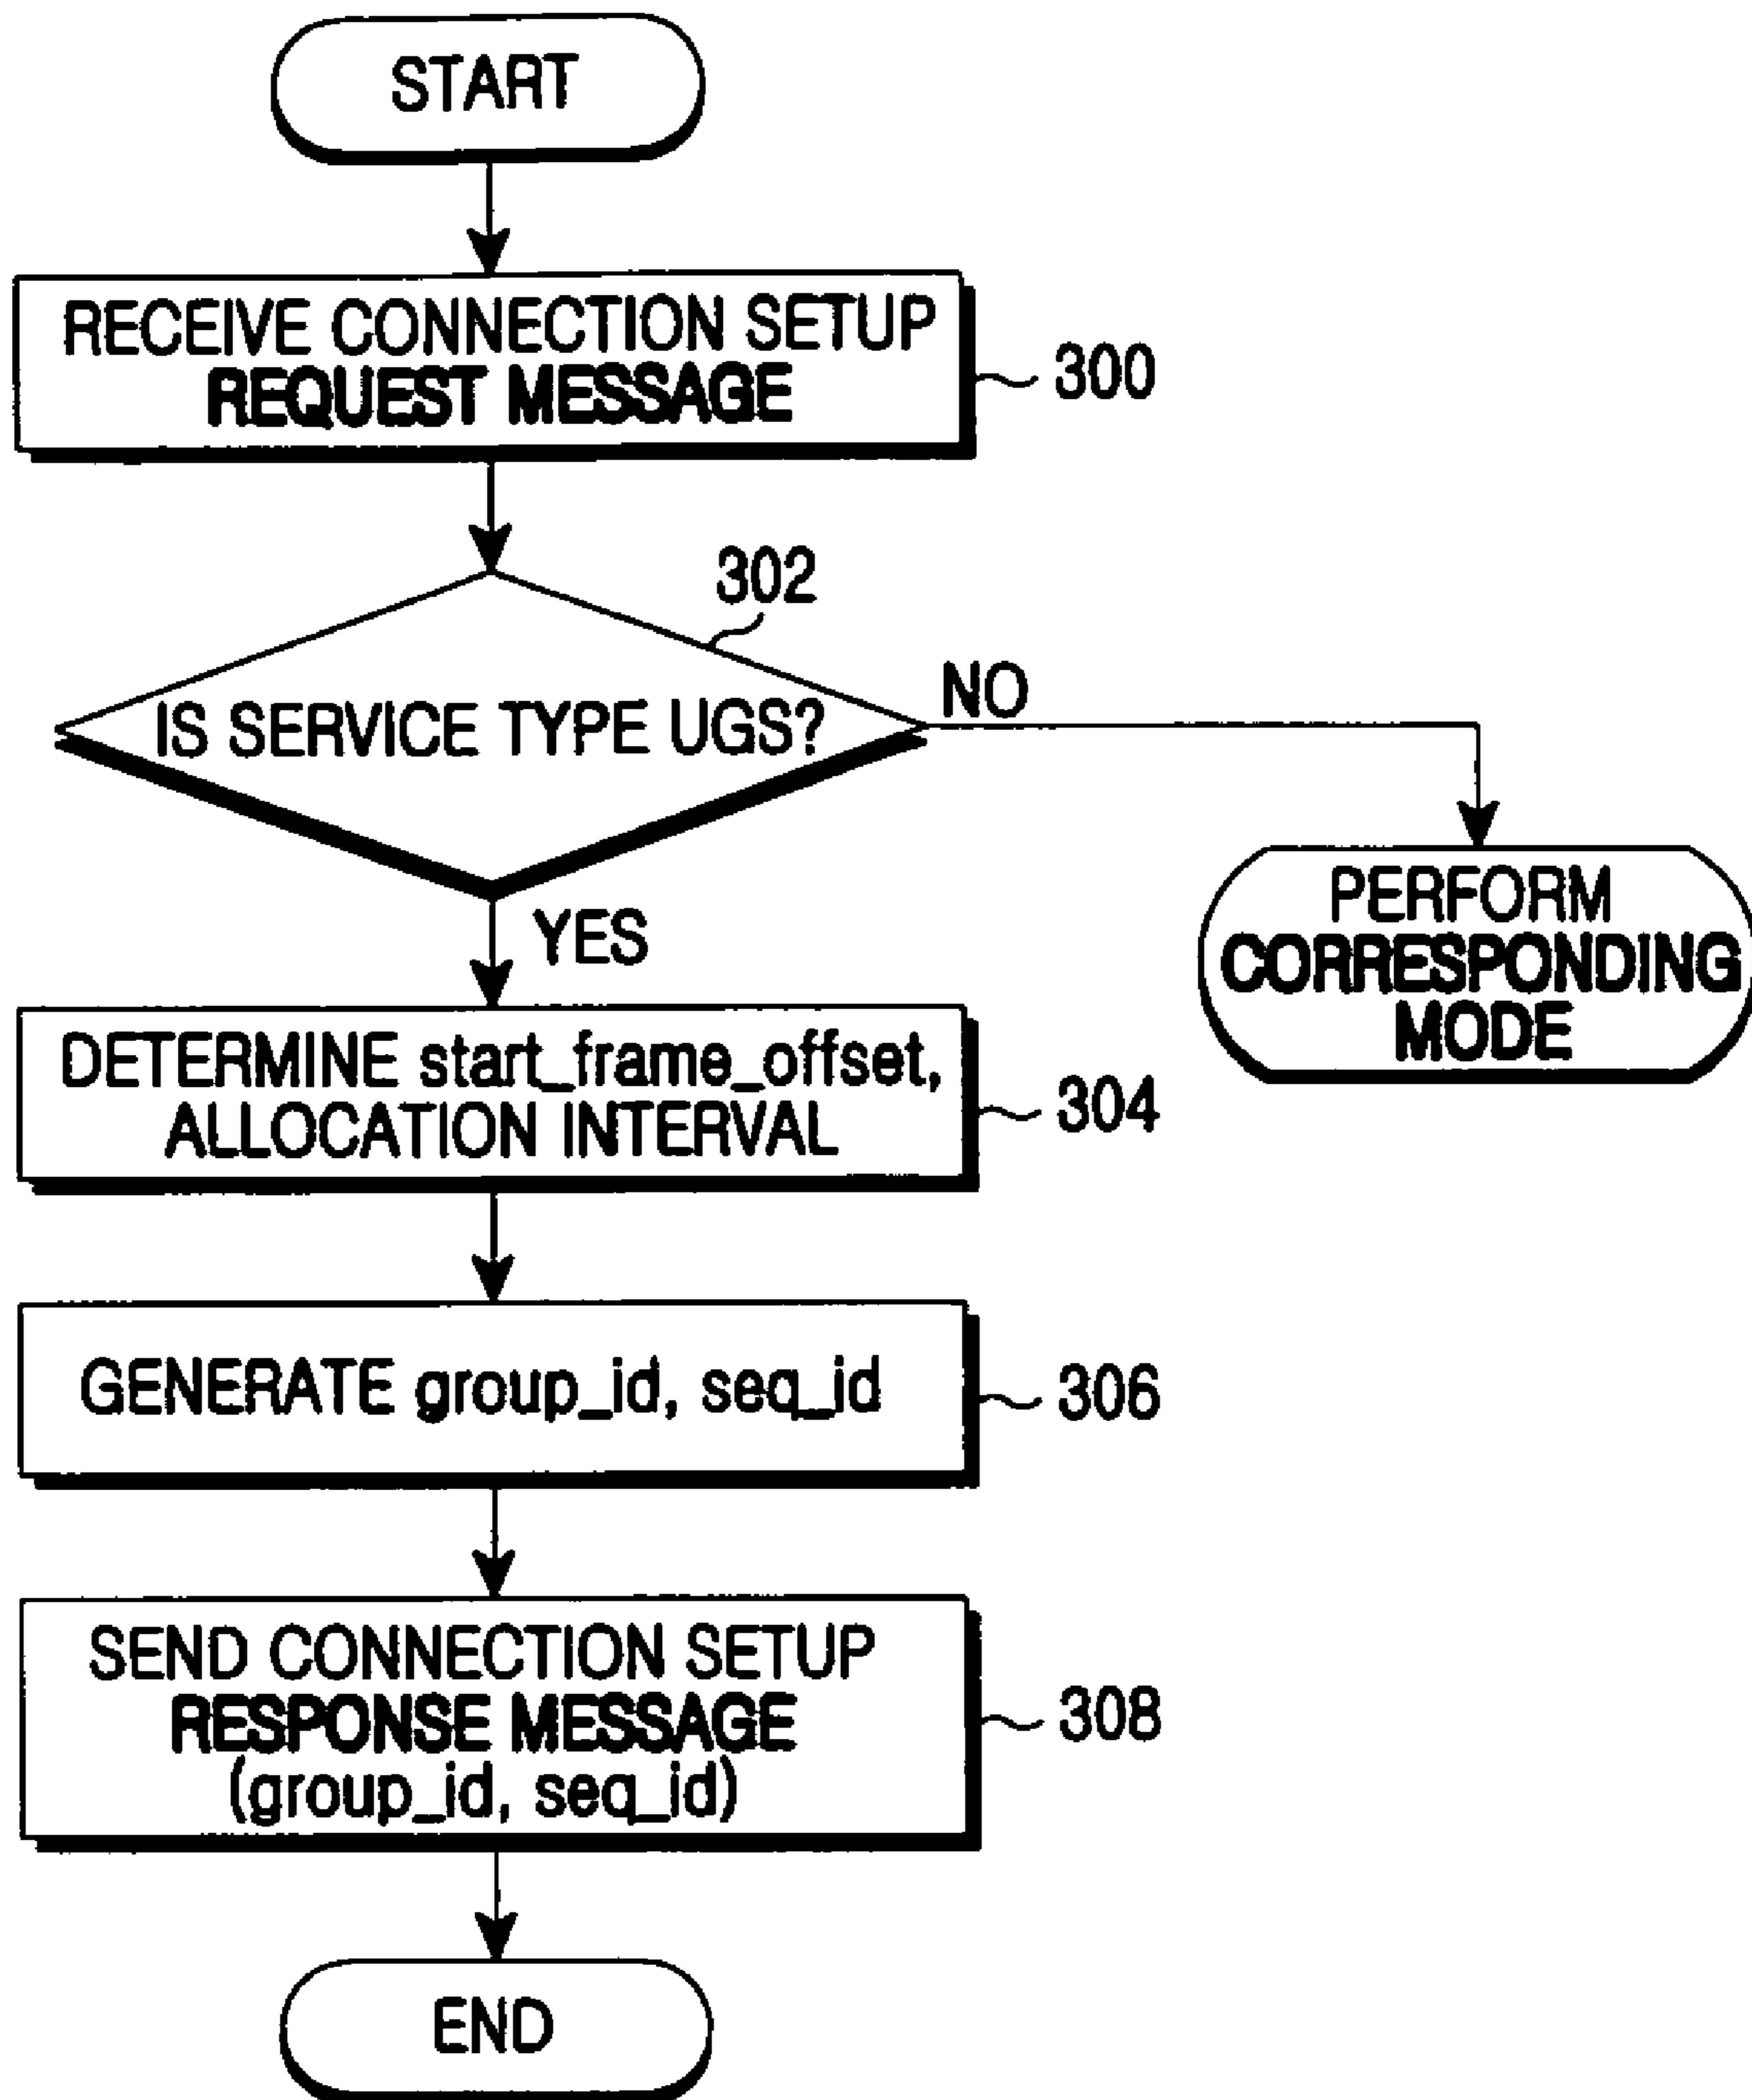 START
RECEIVE CONNECTION SETUP
REQUEST MESSAGE
300
302
IS SERVICE TYPE UGS?
NO
YES
PERFORM
CORRESPONDING
MODE
DETERMINE start_frame_offset,
ALLOCATION INTERVAL
304
GENERATE group_id, seq_id
306
SEND CONNECTION SETUP
RESPONSE MESSAGE
(group_id, seq_id)
308
END